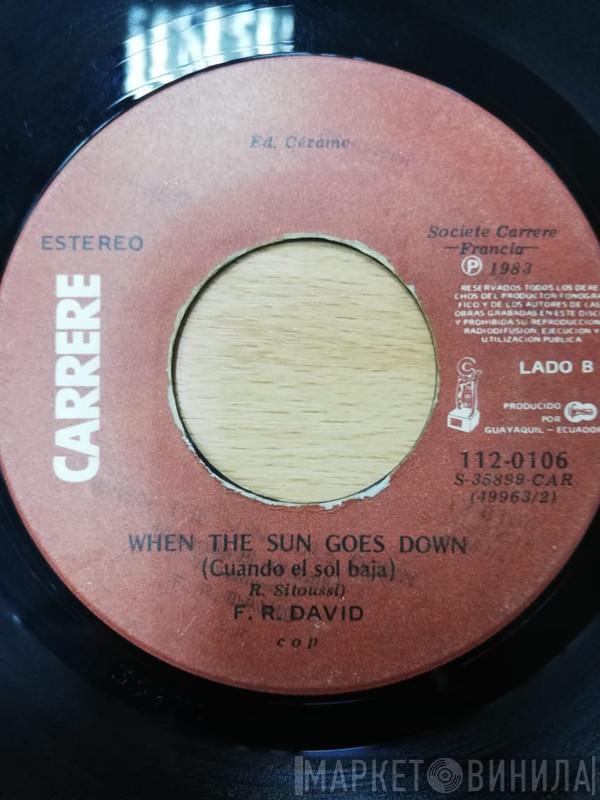 Ed. Cézame
ESTEREO
CARRERE
Societe Carrere
—Francia—
Ⓟ 1983
RESERVADOS TODOS LOS DERE
CHOS DEL PRODUCTOR FONOGRA
FICO Y DE LOS AUTORES DE LAS
OBRAS GRABADAS EN ESTE DISC
Y PROHIBIDA SU REPRODUCCION
RADIODIFUSION, EJECUCION Y
UTILIZACION PUBLICA
LADO B
PRODUCIDO
POR fesa
GUAYAQUIL – ECUADOR
112-0106
S-35899-CAR
(49963/2)
WHEN THE SUN GOES DOWN
(Cuando el sol baja)
R. Sitoussi)
F. R. DAVID
cop
МАРКЕТ ВИНИЛА